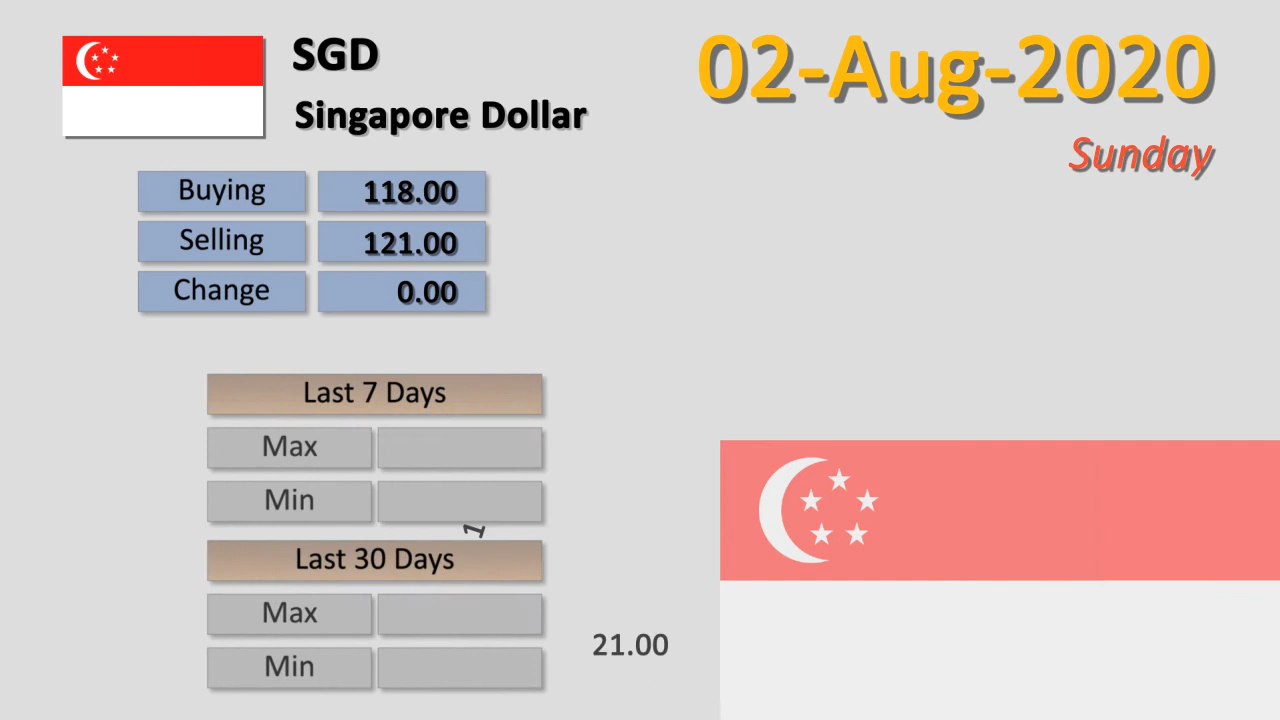 SGD
Singapore Dollar
02-Aug-2020
Sunday
Buying 118.00
Selling 121.00
Change 0.00
Last 7 Days
Max
Min
1
Last 30 Days
Max
21.00
Min